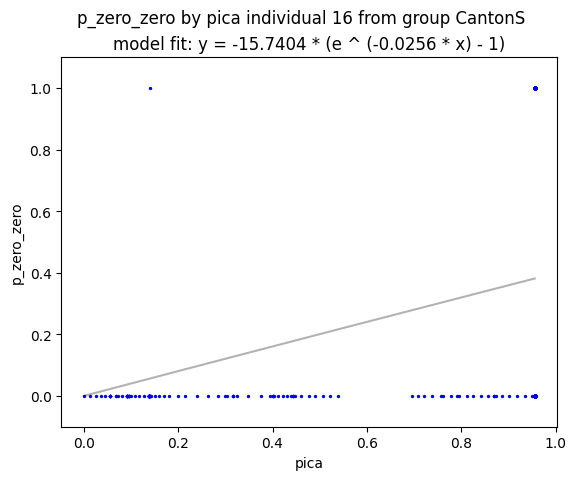 p_zero_zero by pica individual 16 from group CantonS
model fit: y = -15.7404 * (e ^ (-0.0256 * x) - 1)
1.0
0.8
0.6
0.4
0.2
0.0
p_zero_zero
0.0 0.2 0.4 0.6 0.8 1.0
pica